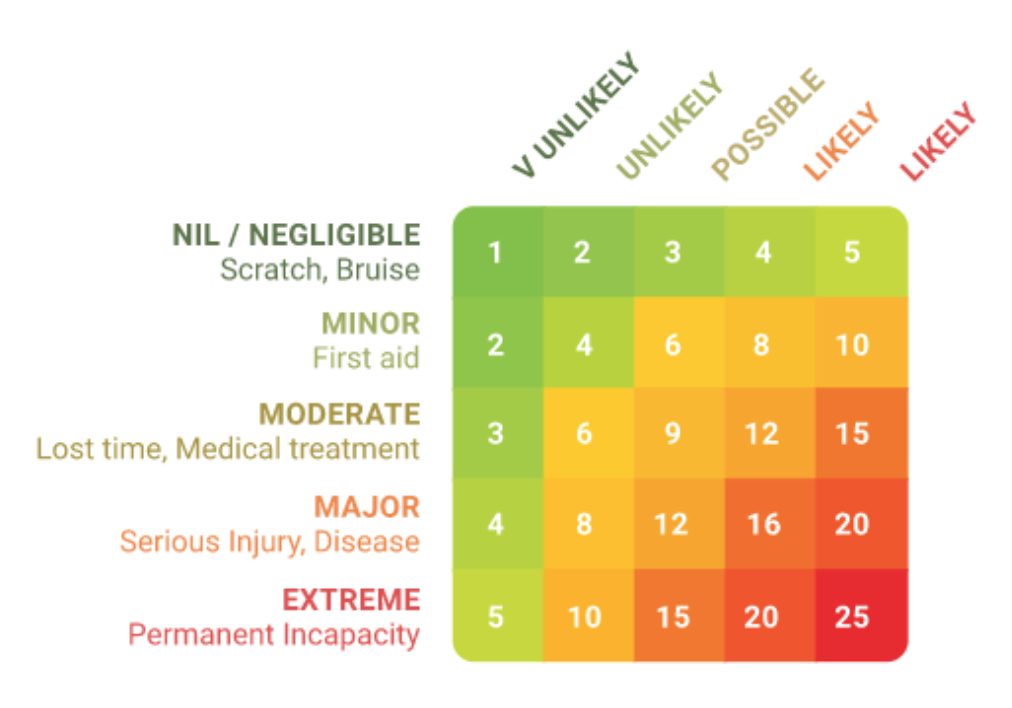 V UNLIKELY
UNLIKELY
POSSIBLE
LIKELY
LIKELY
NIL / NEGLIGIBLE
Scratch, Bruise
1 2 3 4 5
MINOR
First aid
2 4 6 8 10
MODERATE
Lost time, Medical treatment
3 6 9 12 15
MAJOR
Serious Injury, Disease
4 8 12 16 20
EXTREME
Permanent Incapacity
5 10 15 20 25